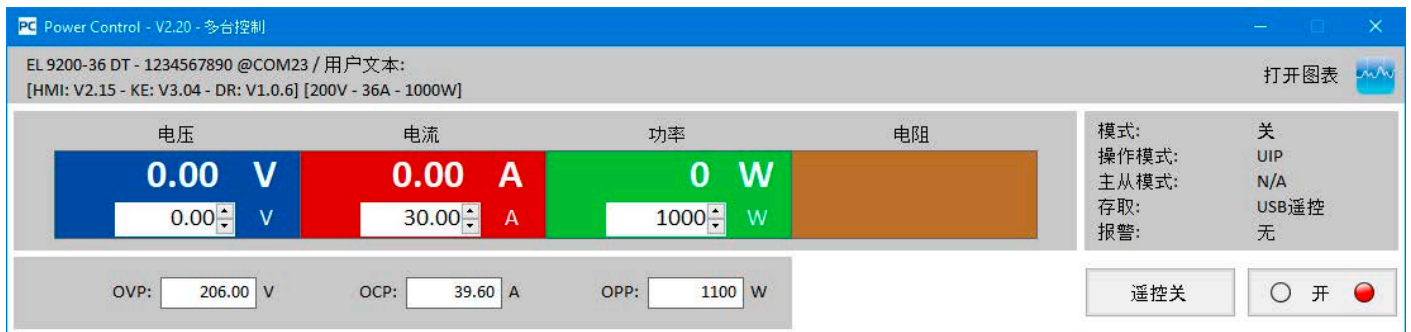 PC Power Control - V2.20 - 多台控制
EL 9200-36 DT - 1234567890 @COM23 / 用户文本:
[HMI: V2.15 - KE: V3.04 - DR: V1.0.6] [200V - 36A - 1000W]
打开图表
电压 电流 功率 电阻
0.00 V 0.00 A 0 W
0.00 V 30.00 A 1000 W
模式: 关
操作模式: UIP
主从模式: N/A
存取: USB遥控
报警: 无
OVP: 206.00 V OCP: 39.60 A OPP: 1100 W
遥控关 开